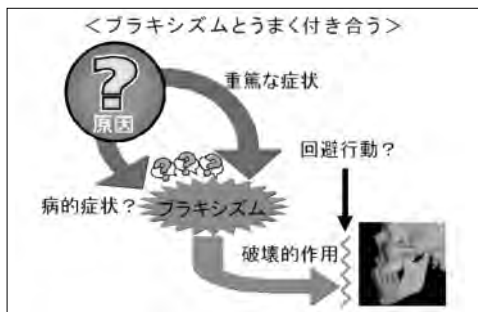 ＜ブラキシズムとうまく付き合う＞
?
原因
重篤な症状
回避行動？
? ? ?
病的症状？
ブラキシズム
破壊的作用